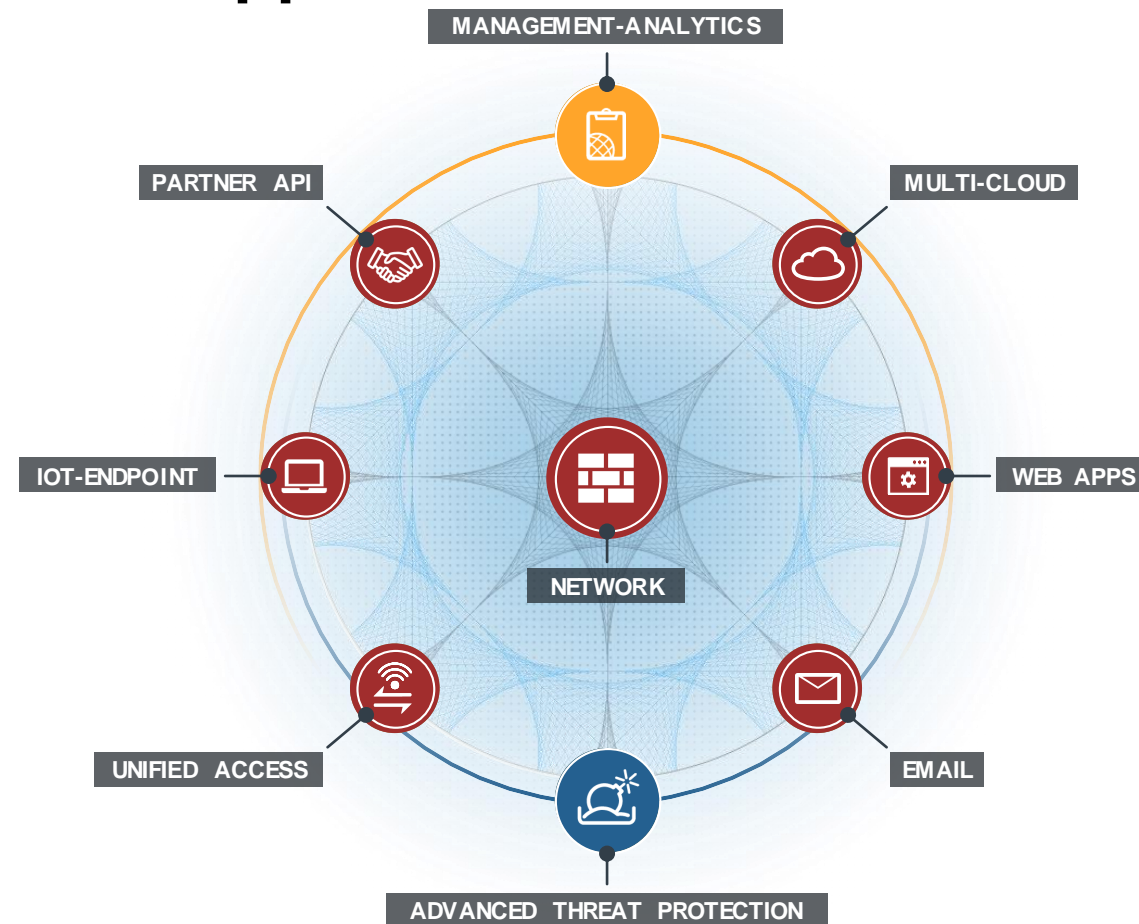 MANAGEMENT-ANALYTICS
PARTNER API
MULTI-CLOUD
IOT-ENDPOINT
WEB APPS
NETWORK
UNIFIED ACCESS
EMAIL
ADVANCED THREAT PROTECTION